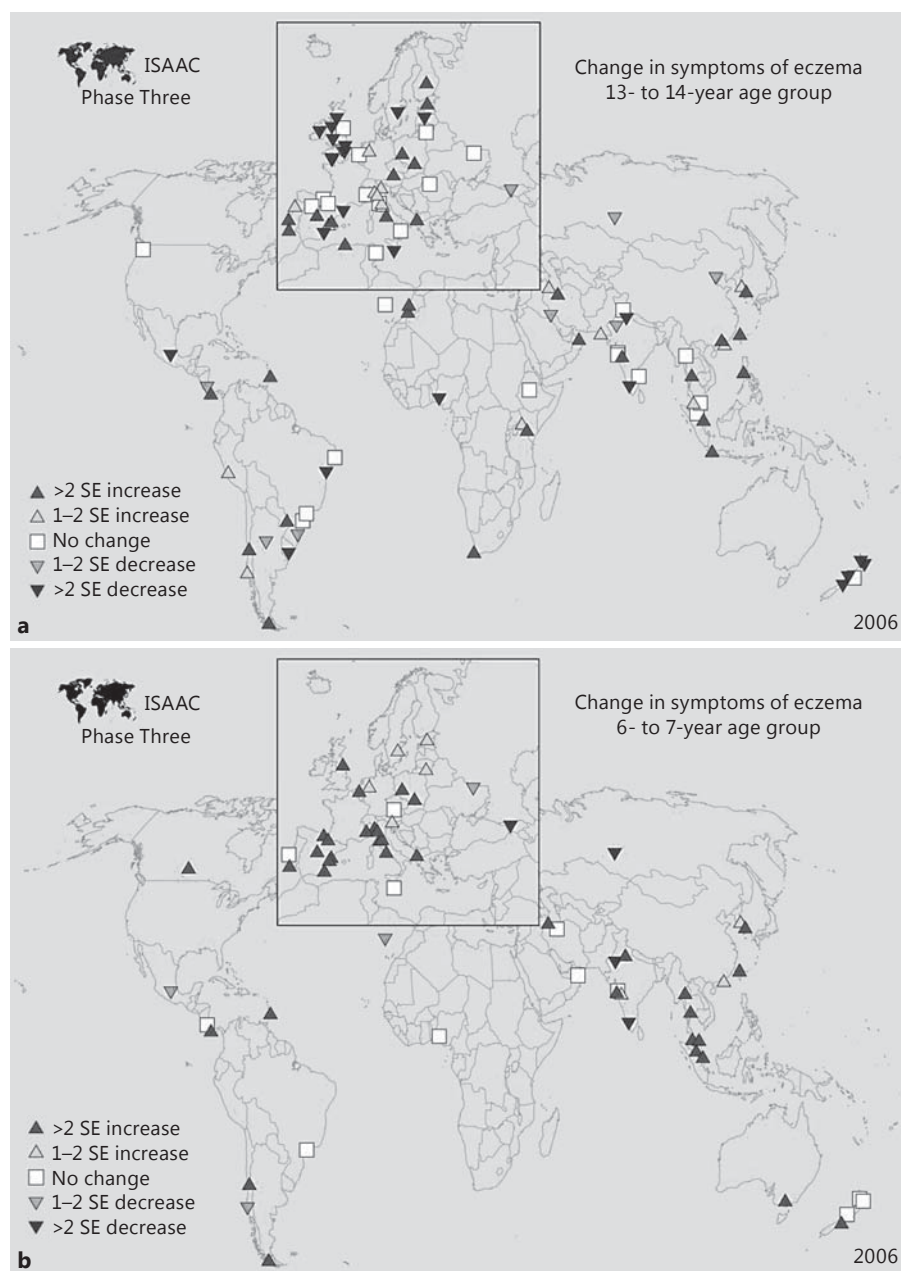 ISAAC
Phase Three
Change in symptoms of eczema
13- to 14-year age group
>2 SE increase
1–2 SE increase
No change
1–2 SE decrease
>2 SE decrease
a
2006
ISAAC
Phase Three
Change in symptoms of eczema
6- to 7-year age group
>2 SE increase
1–2 SE increase
No change
1–2 SE decrease
>2 SE decrease
b
2006